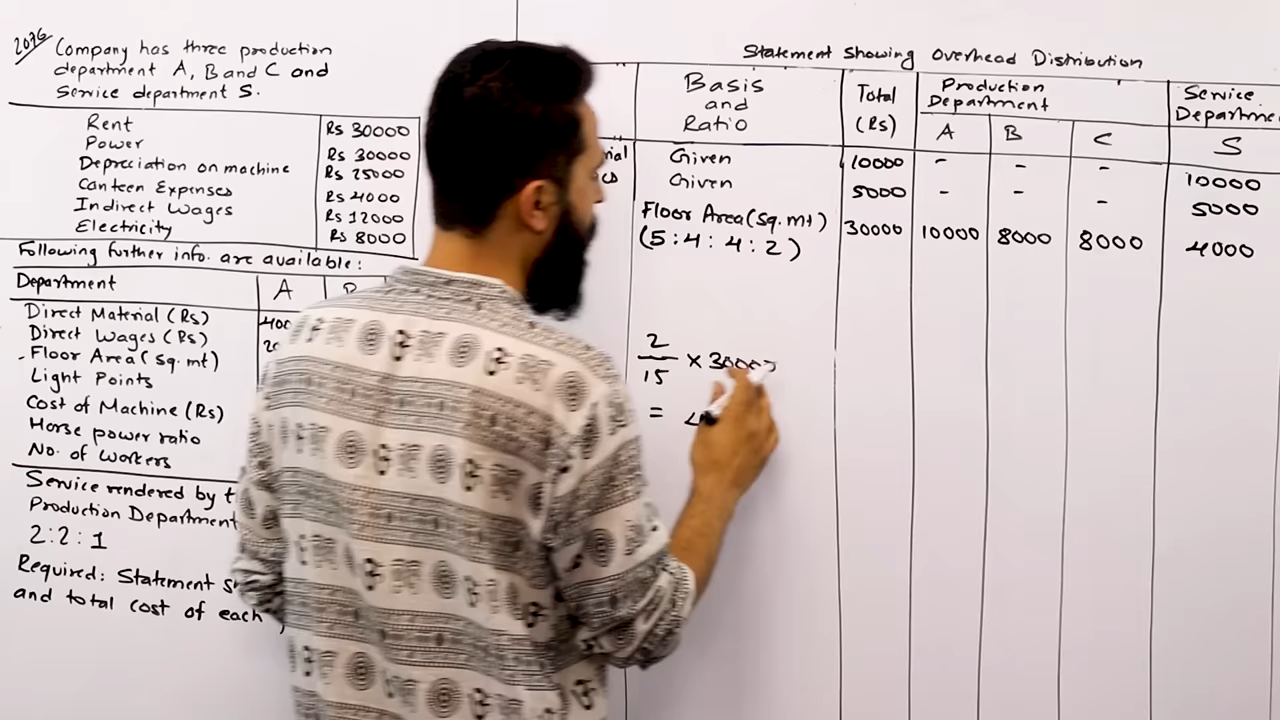 2076
Company has three production
department A, B and C and
Service department S.
Rent Rs 30000
Power Rs 30000
Depreciation on machine Rs 25000
Canteen Expenses Rs 4000
Indirect Wages Rs 12000
Electricity Rs 8000
Following further info. are available:
Department A
Direct Material (Rs)
Direct Wages (Rs)
Floor Area (sq. mt)
Light Points
Cost of Machine (Rs)
Horse power ratio
No. of workers
Service rendered by
Production Department
2:2:1
Required: Statement
and total cost of each
Statement Showing Overhead Distribution
Basis and Ratio
Total (Rs)
Production Department
Service
A B C S
Given 10000 - - - 10000
Given 5000 - - - 5000
Floor Area (sq. mt)
(5:4:4:2) 30000 10000 8000 8000 4000
2
15 × 30000
=